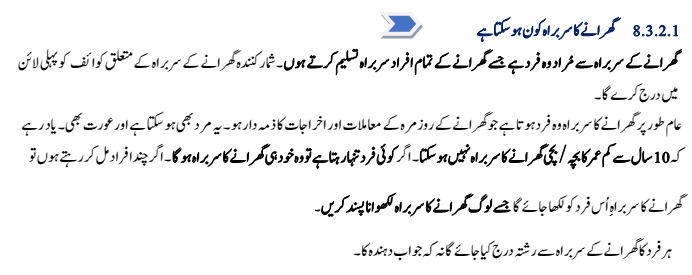 8.3.2.1 گھرانے کا سربراہ کون ہو سکتا ہے
گھرانے کے سربراہ سے مُراد وہ فرد ہے جسے گھرانے کے تمام افراد سربراہ تسلیم کرتے ہوں۔ شمار کنندہ گھرانے کے سربراہ کے متعلق کوائف کو پہلی لائن
میں درج کرے گا۔
عام طور پر گھرانے کا سربراہ وہ فرد ہوتا ہے جو گھرانے کے روزمرہ کے معاملات اور اخراجات کا ذمہ دار ہو۔ یہ مرد بھی ہو سکتا ہے اور عورت بھی۔ یاد رہے
کہ 10 سال سے کم عمر کا بچہ / بچی گھرانے کا سربراہ نہیں ہو سکتا۔ اگر کوئی فرد تنہا رہتا ہے تو وہ خود ہی گھرانے کا سربراہ ہو گا۔ اگر چند افراد مل کر رہتے ہوں تو
گھرانے کا سربراہ اُس فرد کو لکھا جائے گا جسے لوگ گھرانے کا سربراہ لکھوانا پسند کریں۔
ہر فرد کا گھرانے کے سربراہ سے رشتہ درج کیا جائے گا نہ کہ جواب دہندہ کا۔